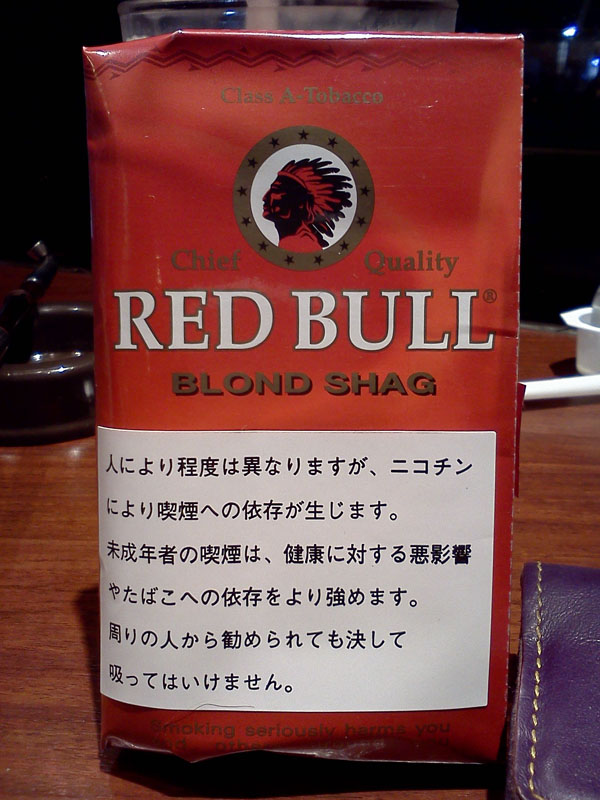 Class A-Tobacco
Chief Quality
RED BULL®
BLOND SHAG
人により程度は異なりますが、ニコチン
により喫煙への依存が生じます。
未成年者の喫煙は、健康に対する悪影響
やたばこへの依存をより強めます。
周りの人から勧められても決して
吸ってはいけません。
Smoking seriously harms you